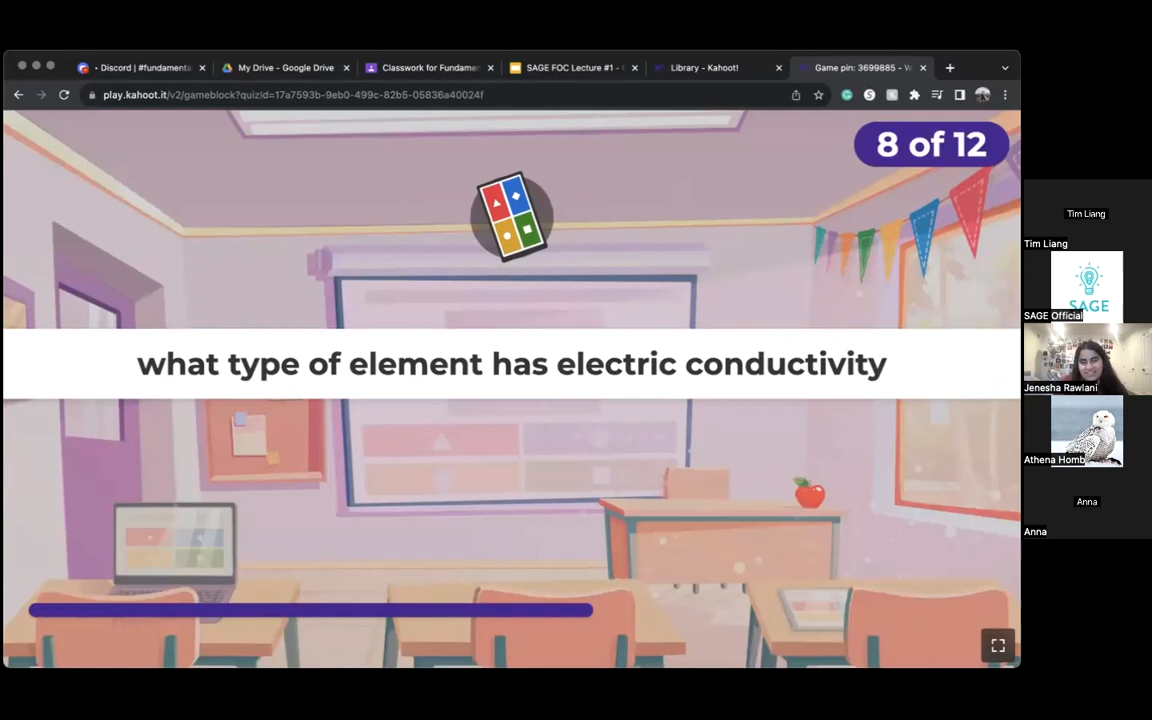 • Discord | #fundamenta
My Drive - Google Drive
Classwork for Fundamen
SAGE FOC Lecture #1 -
Library - Kahoot!
Game pin: 3699885 - W
play.kahoot.it/v2/gameblock?quizId=17a7593b-9eb0-499c-82b5-05836a40024f
8 of 12
what type of element has electric conductivity
Tim Liang
Tim Liang
SAGE
SAGE Official
Jenesha Rawlani
Athena Homb
Anna
Anna